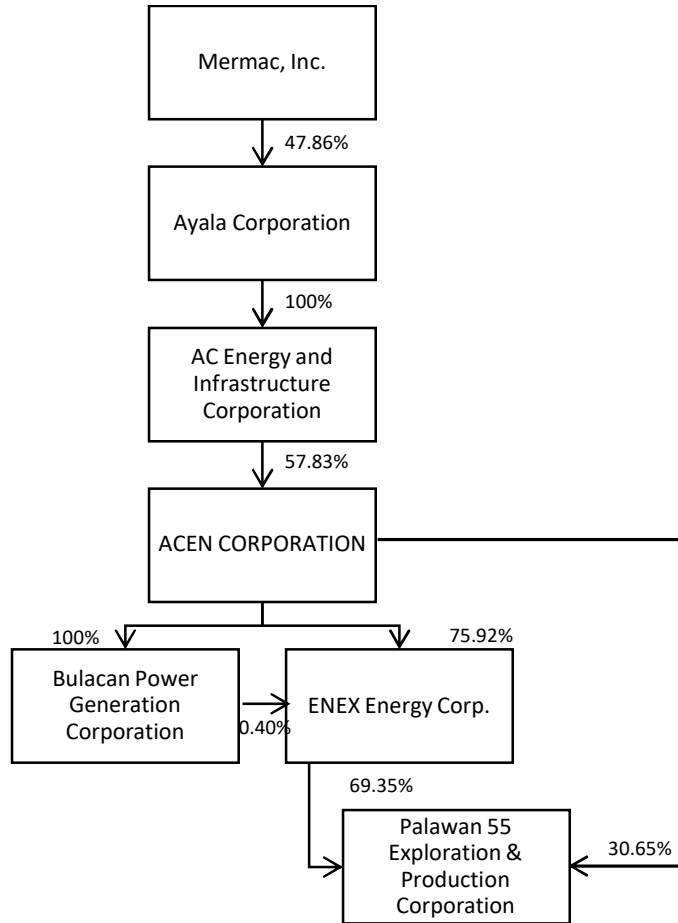 Mermac, Inc.
47.86%
Ayala Corporation
100%
AC Energy and
Infrastructure
Corporation
57.83%
ACEN CORPORATION
100%
75.92%
Bulacan Power
Generation
Corporation
0.40%
ENEX Energy Corp.
69.35%
Palawan 55
Exploration &
Production
Corporation
30.65%